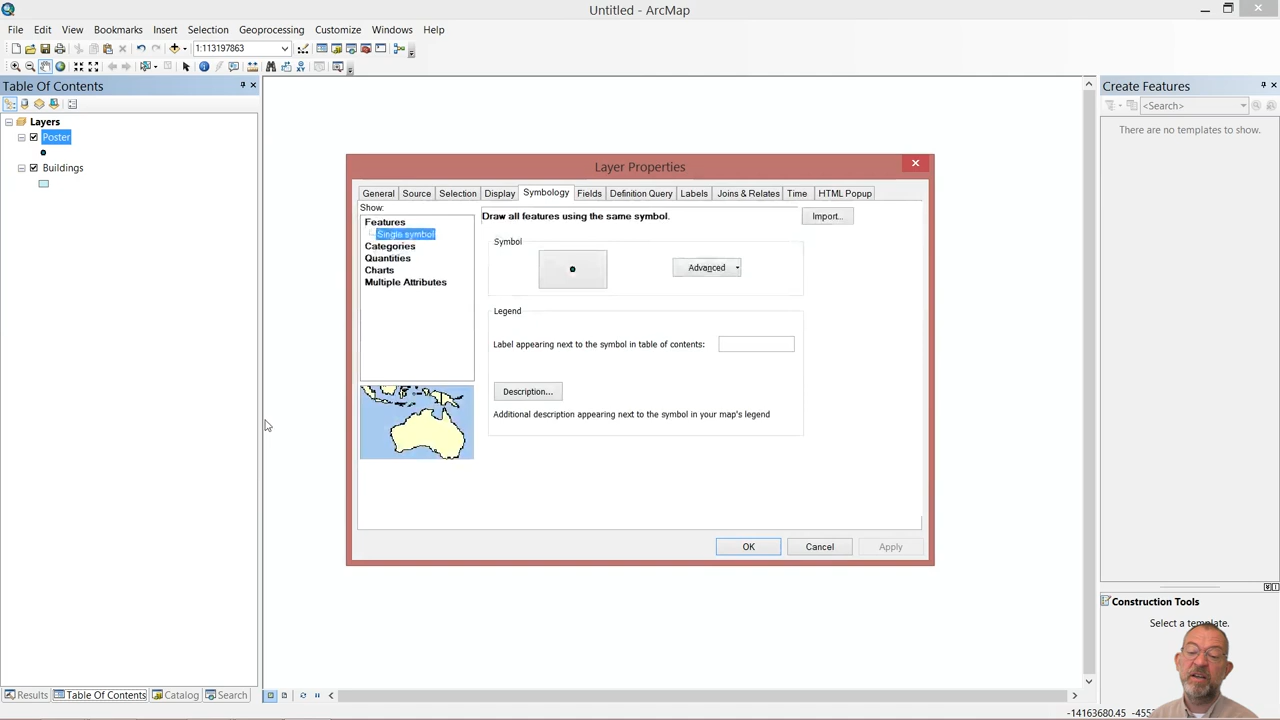 Untitled - ArcMap
File Edit View Bookmarks Insert Selection Geoprocessing Customize Windows Help
1:113197863
Table Of Contents
Create Features
<Search>
There are no templates to show.
Layers
Poster
Buildings
Layer Properties
General Source Selection Display Symbology Fields Definition Query Labels Joins & Relates Time HTML Popup
Show:
Features
Single symbol
Categories
Quantities
Charts
Multiple Attributes
Draw all features using the same symbol.
Import...
Symbol
Advanced
Legend
Label appearing next to the symbol in table of contents:
Description...
Additional description appearing next to the symbol in your map's legend
OK Cancel Apply
Construction Tools
Select a template.
Results Table Of Contents Catalog Search
-14163680.45